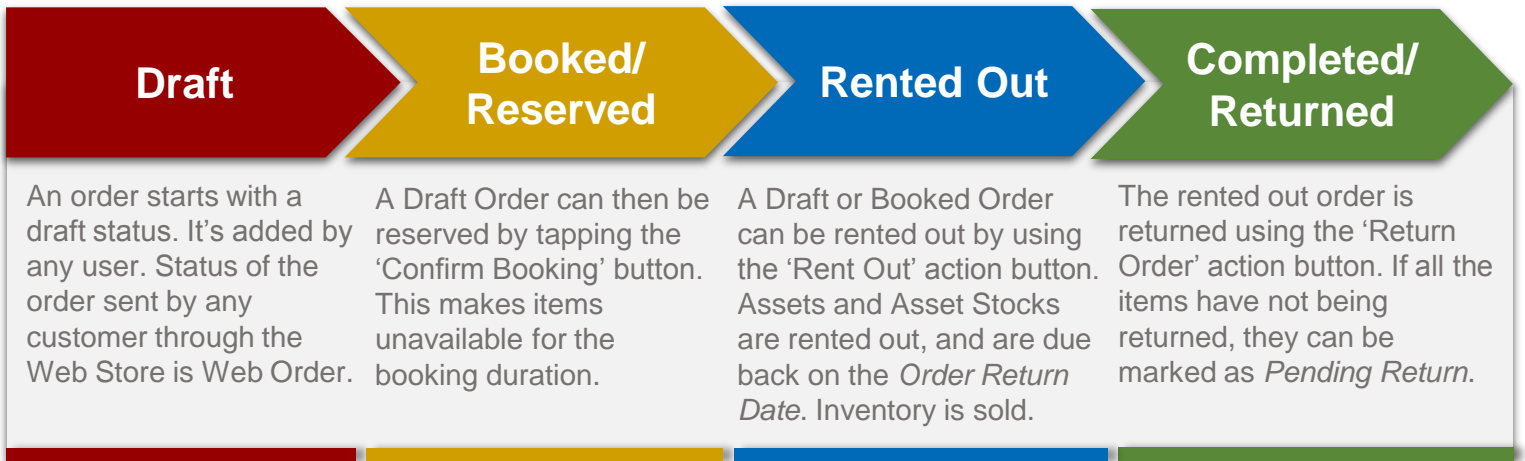 Draft
Booked/
Reserved
Rented Out
Completed/
Returned
An order starts with a
draft status. It’s added by
any user. Status of the
order sent by any
customer through the
Web Store is Web Order.
A Draft Order can then be
reserved by tapping the
‘Confirm Booking’ button.
This makes items
unavailable for the
booking duration.
A Draft or Booked Order
can be rented out by using
the ‘Rent Out’ action button.
Assets and Asset Stocks
are rented out, and are due
back on the Order Return
Date. Inventory is sold.
The rented out order is
returned using the ‘Return
Order’ action button. If all the
items have not being
returned, they can be
marked as Pending Return.